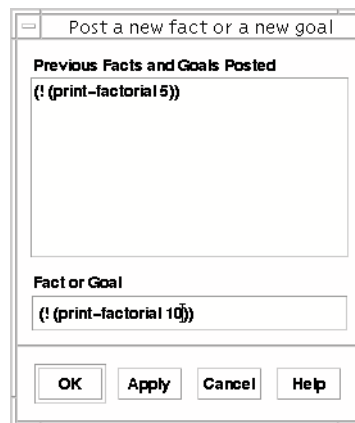 Post a new fact or a new goal
Previous Facts and Goals Posted
(! (print-factorial 5))
Fact or Goal
(! (print-factorial 10))
OK Apply Cancel Help